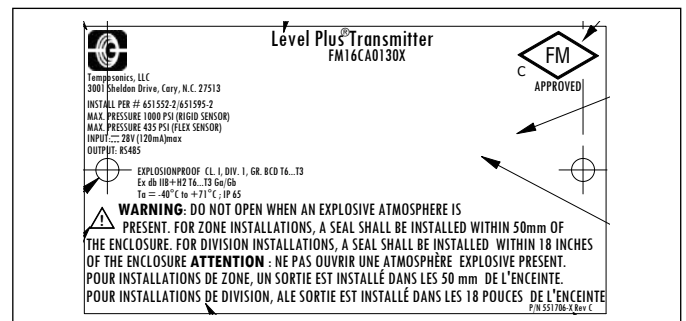 Level Plus® Transmitter
FM16CA0130X
FM
C
APPROVED
Temposonics, LLC
3001 Sheldon Drive, Cary, N.C. 27513
INSTALL PER # 651552-2/651595-2
MAX. PRESSURE 1000 PSI (RIGID SENSOR)
MAX. PRESSURE 435 PSI (FLEX SENSOR)
INPUT:⎓ 28V (120mA)max
OUTPUT: RS485
EXPLOSIONPROOF CL. I, DIV. 1, GR. BCD T6...T3
Ex db IIB+H2 T6...T3 Ga/Gb
Ta = -40°C to +71°C ; IP 65
WARNING: DO NOT OPEN WHEN AN EXPLOSIVE ATMOSPHERE IS
PRESENT. FOR ZONE INSTALLATIONS, A SEAL SHALL BE INSTALLED WITHIN 50mm OF
THE ENCLOSURE. FOR DIVISION INSTALLATIONS, A SEAL SHALL BE INSTALLED WITHIN 18 INCHES
OF THE ENCLOSURE ATTENTION : NE PAS OUVRIR UNE ATMOSPHÈRE EXPLOSIVE PRESENT.
POUR INSTALLATIONS DE ZONE, UN SORTIE EST INSTALLÉ DANS LES 50 mm DE L'ENCEINTE.
POUR INSTALLATIONS DE DIVISION, ALE SORTIE EST INSTALLÉ DANS LES 18 POUCES DE L'ENCEINTE
P/N 551706-X Rev C